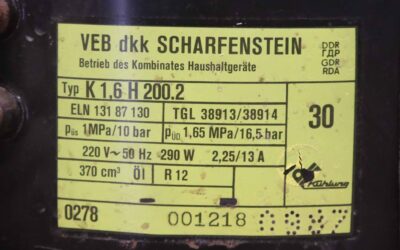 VEB dkk SCHARFENSTEIN
DDR
ГДР
GDR
RDA
Betrieb des Kombinates Haushaltgeräte
Typ K 1,6 H 200.2
ELN 131 87 130
TGL 38913/38914
30
püs 1MPa/10 bar
pÜD 1,65 MPa/16,5 bar
220 V~ 50 Hz 290 W 2,25/13 A
370 cm³ Öl R 12
Kühlung
0278
001218